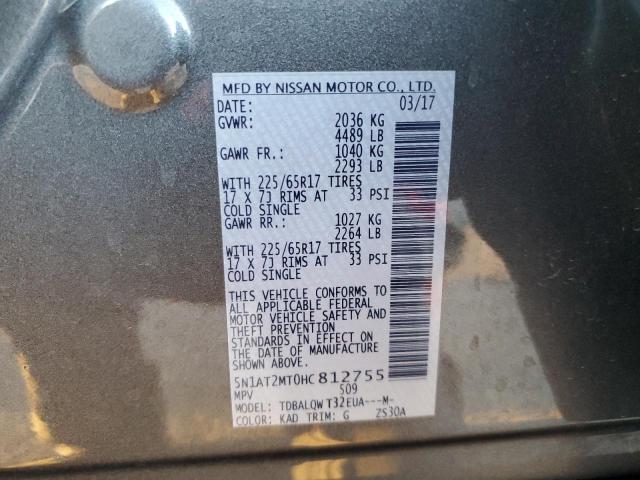 MFD BY NISSAN MOTOR CO., LTD.
DATE: 03/17
GVWR: 2036 KG
4489 LB
GAWR FR.: 1040 KG
2293 LB
WITH 225/65R17 TIRES
17 X 7J RIMS AT 33 PSI
COLD SINGLE
GAWR RR.: 1027 KG
2264 LB
WITH 225/65R17 TIRES
17 X 7J RIMS AT 33 PSI
COLD SINGLE
THIS VEHICLE CONFORMS TO
ALL APPLICABLE FEDERAL
MOTOR VEHICLE SAFETY AND
THEFT PREVENTION
STANDARDS IN EFFECT ON
THE DATE OF MANUFACTURE
SHOWN ABOVE.
5N1AT2MT0HC812755
MPV 509
MODEL: TDBALQWT32EUA---M-
COLOR: KAD TRIM: G 2S30A